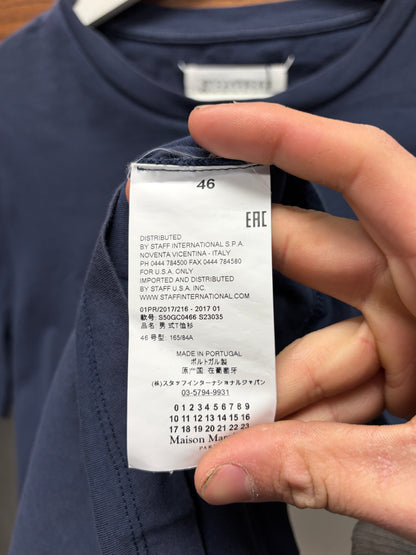 46
EAC
DISTRIBUTED
BY STAFF INTERNATIONAL S.P.A.
NOVENTA VICENTINA - ITALY
PH 0444 784500 FAX 0444 784580
FOR U.S.A. ONLY
IMPORTED AND DISTRIBUTED
BY STAFF U.S.A. INC.
WWW.STAFFINTERNATIONAL.COM
01PR/2017/216 - 2017 01
款号: S50GC0466 S23035
品名: 男 式T恤衫
46 号型: 165/84A
MADE IN PORTUGAL
ポルトガル製
原产国 在葡萄牙
(株)スタッフインターナショナルジャパン
03-5794-9931
0 1 2 3 4 5 6 7 8 9
10 11 12 13 14 15 16
17 18 19 20 21 22 23
Maison